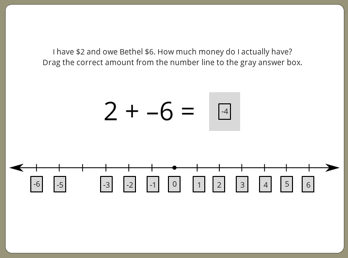 I have $2 and owe Bethel $6. How much money do I actually have?
Drag the correct amount from the number line to the gray answer box.
2 + –6 = -4
-6 -5 -3 -2 -1 0 1 2 3 4 5 6